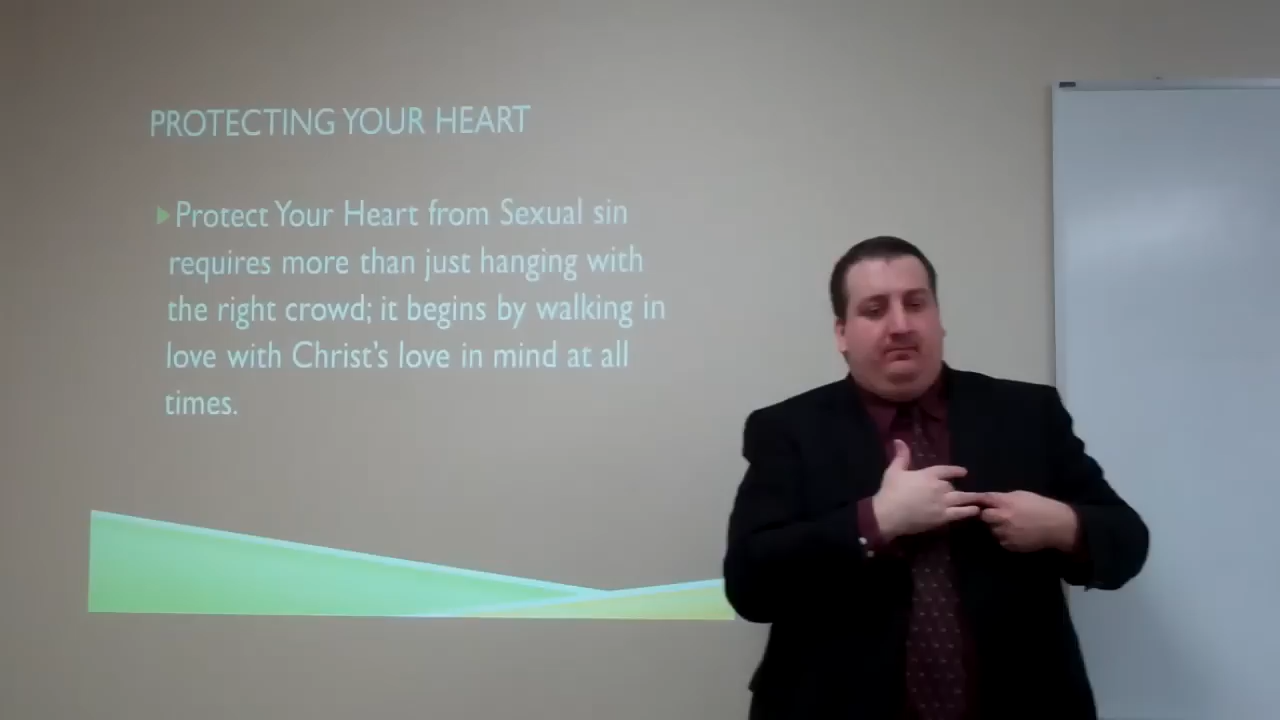 PROTECTING YOUR HEART
Protect Your Heart from Sexual sin
requires more than just hanging with
the right crowd; it begins by walking in
love with Christ's love in mind at all
times.